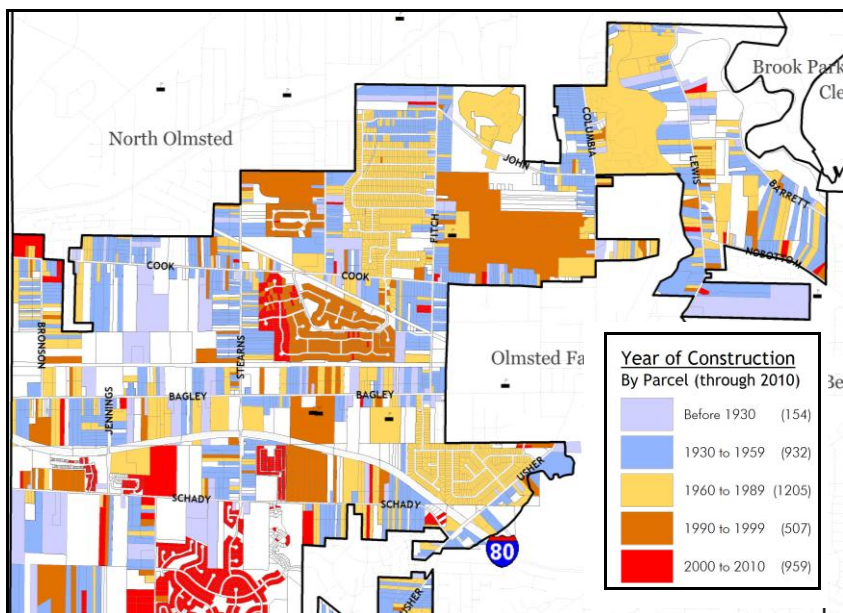 Brook Park
Cle
North Olmsted
COLUMBIA
JOHN
LEWIS
BARRETT
FITCH
NOBOTTOM
COOK
COOK
BRONSON
STEARNS
Olmsted Fa
Be
JENNINGS
BAGLEY
BAGLEY
USHER
SCHADY
SCHADY
80
USHER
Year of Construction
By Parcel (through 2010)
Before 1930 (154)
1930 to 1959 (932)
1960 to 1989 (1205)
1990 to 1999 (507)
2000 to 2010 (959)